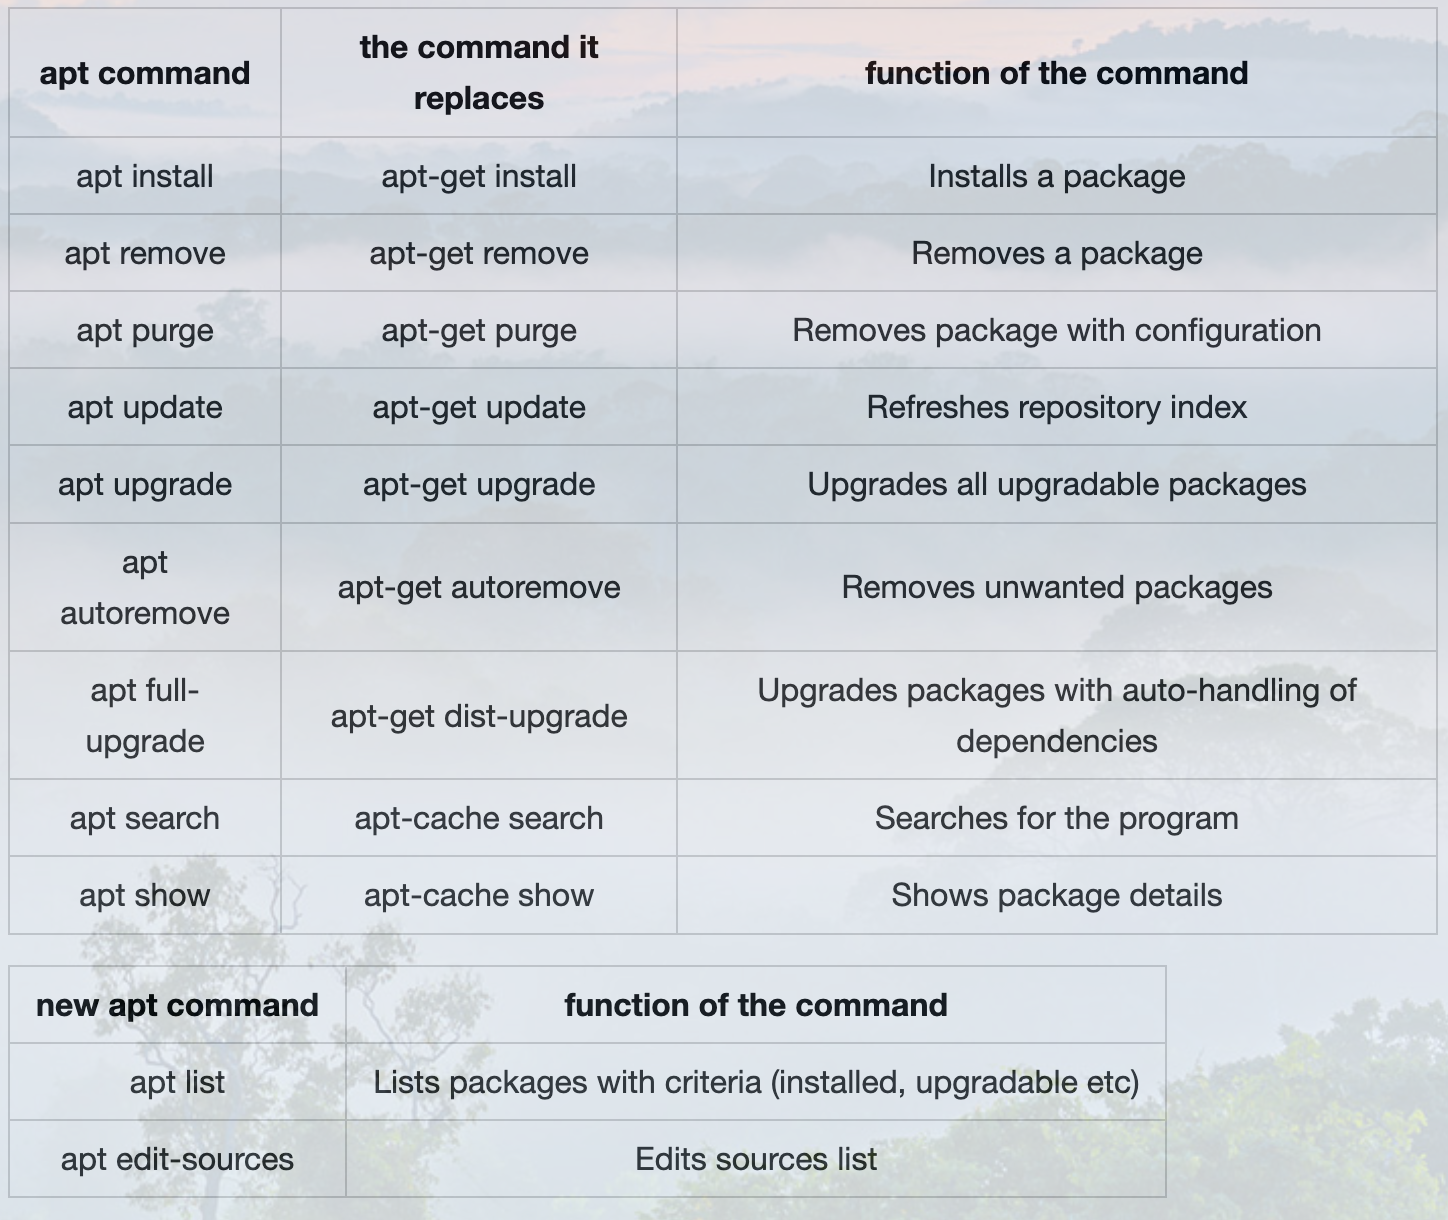 apt command
the command it
replaces
function of the command
apt install
apt-get install
Installs a package
apt remove
apt-get remove
Removes a package
apt purge
apt-get purge
Removes package with configuration
apt update
apt-get update
Refreshes repository index
apt upgrade
apt-get upgrade
Upgrades all upgradable packages
apt
autoremove
apt-get autoremove
Removes unwanted packages
apt full-
upgrade
apt-get dist-upgrade
Upgrades packages with auto-handling of
dependencies
apt search
apt-cache search
Searches for the program
apt show
apt-cache show
Shows package details
new apt command
function of the command
apt list
Lists packages with criteria (installed, upgradable etc)
apt edit-sources
Edits sources list